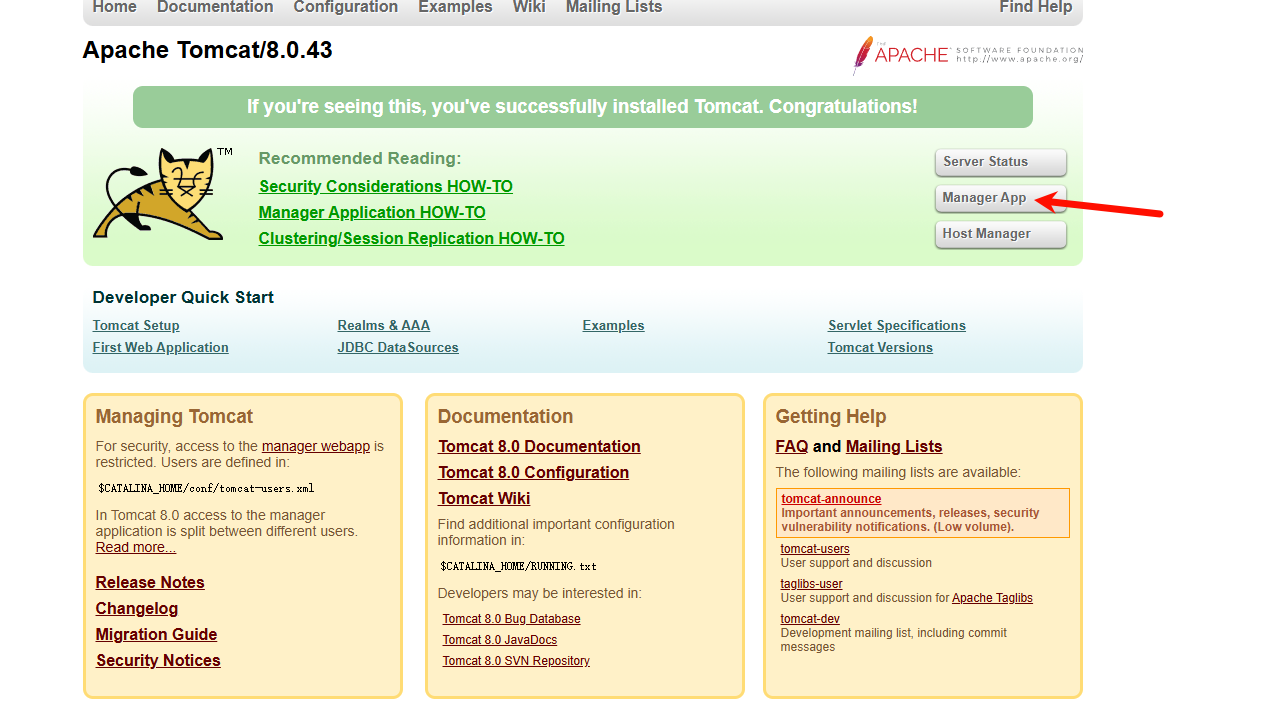 Home Documentation Configuration Examples Wiki Mailing Lists Find Help
Apache Tomcat/8.0.43
THE
APACHE™ SOFTWARE FOUNDATION
http://www.apache.org/
If you're seeing this, you've successfully installed Tomcat. Congratulations!
TM
Recommended Reading:
Security Considerations HOW-TO
Manager Application HOW-TO
Clustering/Session Replication HOW-TO
Server Status
Manager App
Host Manager
Developer Quick Start
Tomcat Setup
First Web Application
Realms & AAA
JDBC DataSources
Examples
Servlet Specifications
Tomcat Versions
Managing Tomcat
For security, access to the manager webapp is
restricted. Users are defined in:
$CATALINA_HOME/conf/tomcat-users.xml
In Tomcat 8.0 access to the manager
application is split between different users.
Read more...
Release Notes
Changelog
Migration Guide
Security Notices
Documentation
Tomcat 8.0 Documentation
Tomcat 8.0 Configuration
Tomcat Wiki
Find additional important configuration
information in:
$CATALINA_HOME/RUNNING.txt
Developers may be interested in:
Tomcat 8.0 Bug Database
Tomcat 8.0 JavaDocs
Tomcat 8.0 SVN Repository
Getting Help
FAQ and Mailing Lists
The following mailing lists are available:
tomcat-announce
Important announcements, releases, security
vulnerability notifications. (Low volume).
tomcat-users
User support and discussion
taglibs-user
User support and discussion for Apache Taglibs
tomcat-dev
Development mailing list, including commit
messages